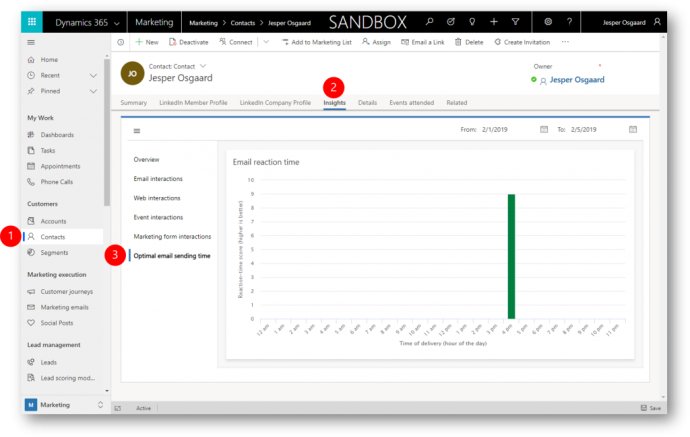 Dynamics 365
Marketing
Marketing > Contacts > Jesper Osgaard
SANDBOX
Jesper Osgaard
New
Deactivate
Connect
Add to Marketing List
Assign
Email a Link
Delete
Create Invitation
Home
Recent
Pinned
My Work
Dashboards
Tasks
Appointments
Phone Calls
Customers
1
Accounts
Contacts
Segments
Marketing execution
Customer journeys
Marketing emails
Social Posts
Lead management
Leads
Lead scoring mod...
M Marketing
JO
Contact: Contact
Jesper Osgaard
Owner *
Jesper Osgaard
2
Summary LinkedIn Member Profile LinkedIn Company Profile Insights Details Events attended Related
From: 2/1/2019 To: 2/5/2019
Overview
Email interactions
Web interactions
Event interactions
Marketing form interactions
3
Optimal email sending time
Email reaction time
Reaction-time score (higher is better)
10
9
8
7
6
5
4
3
2
1
0
12 am 1 am 2 am 3 am 4 am 5 am 6 am 7 am 8 am 9 am 10 am 11 am 12 pm 1 pm 2 pm 3 pm 4 pm 5 pm 6 pm 7 pm 8 pm 9 pm 10 pm 11 pm
Time of delivery (hour of the day)
Active
Save